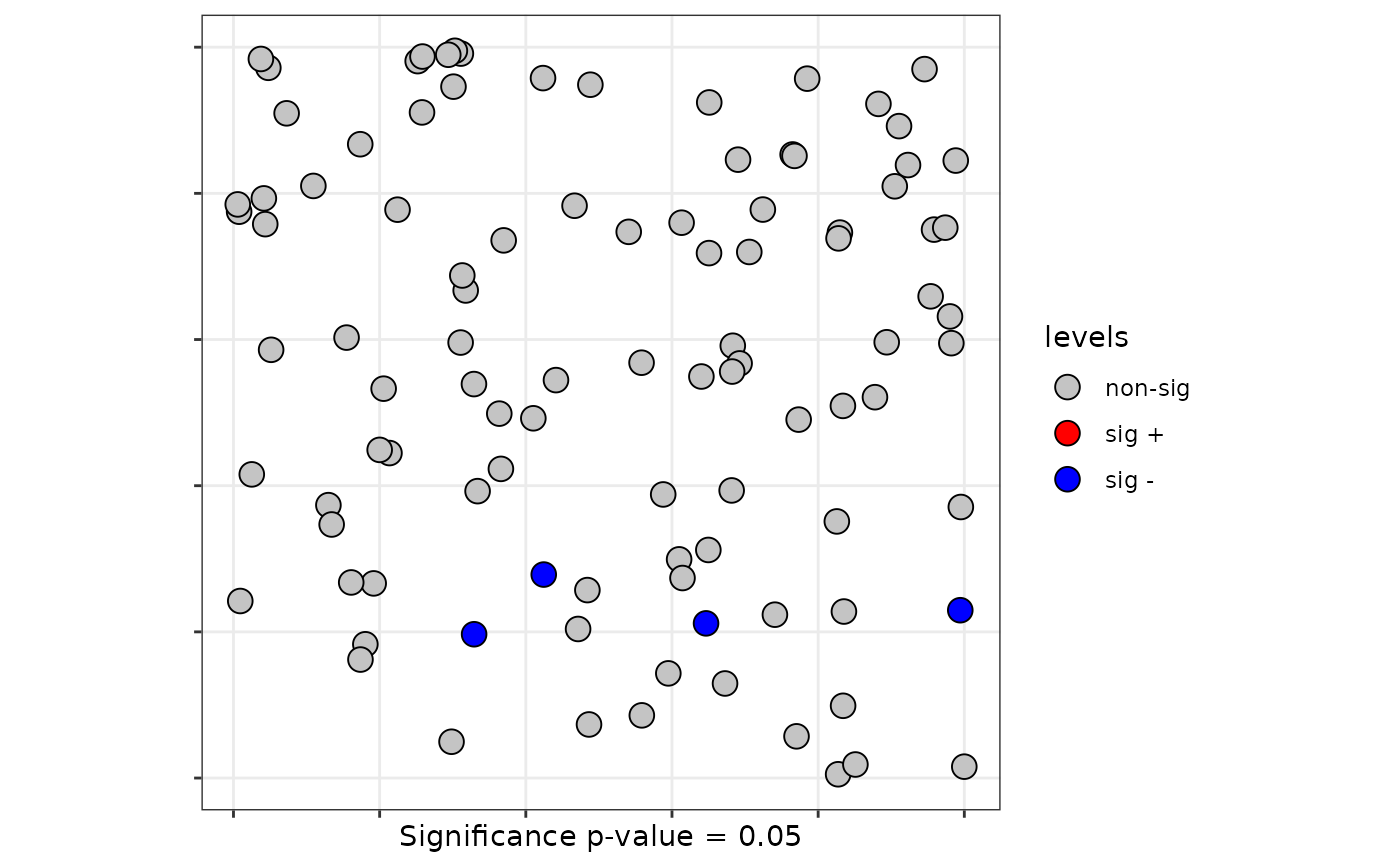 levels
non-sig
sig +
sig -
Significance p-value = 0.05